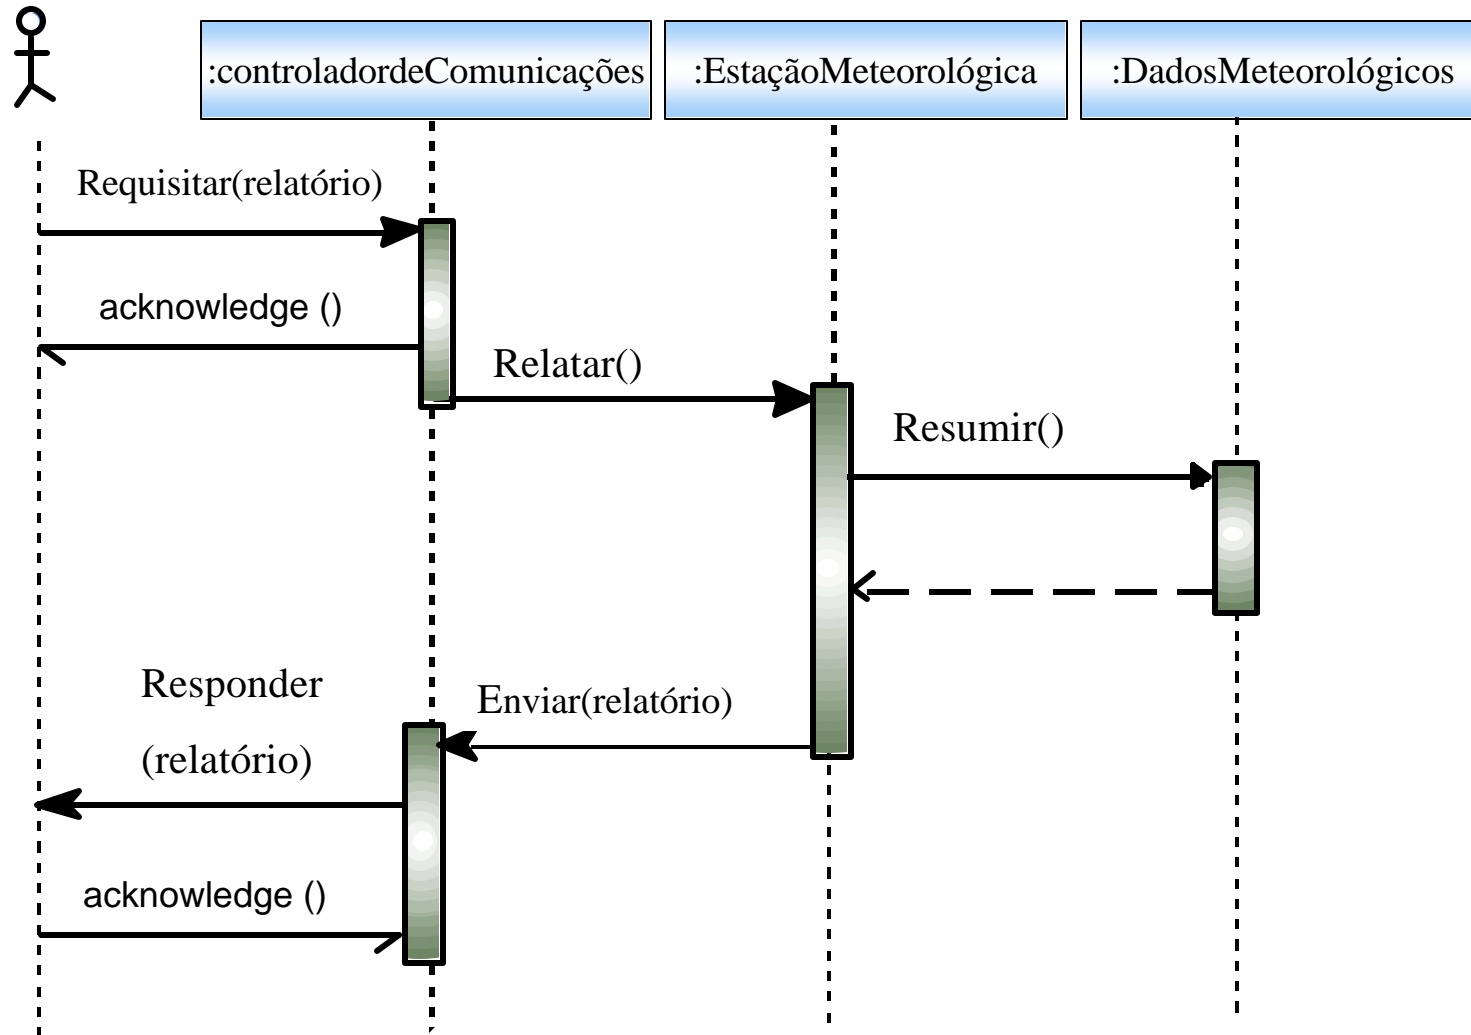 :controladordeComunicações
:EstaçãoMeteorológica
:DadosMeteorológicos
Requisitar(relatório)
acknowledge ()
Relatar()
Resumir()
Responder
(relatório)
Enviar(relatório)
acknowledge ()